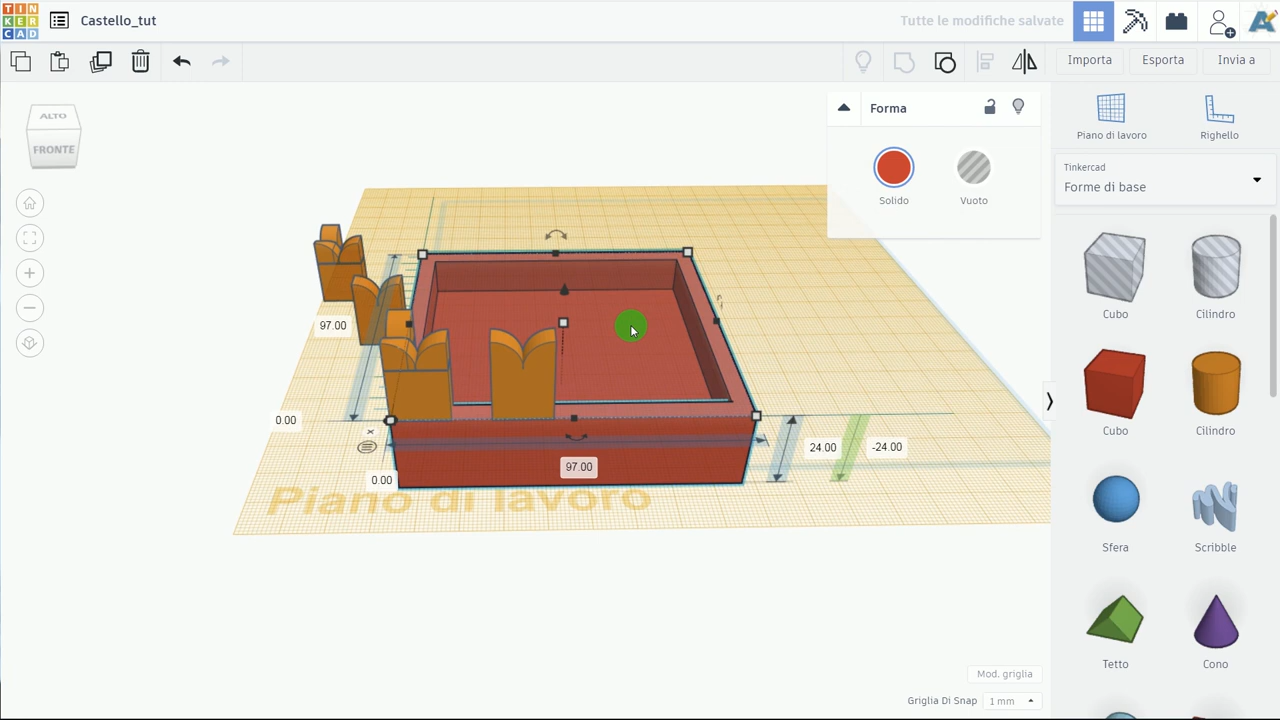 TIN
KER
CAD
Castello_tut
Tutte le modifiche salvate
Importa
Esporta
Invia a
ALTO
FRONTE
Forma
Solido
Vuoto
Piano di lavoro
Righello
Tinkercad
Forme di base
Cubo
Cilindro
Cubo
Cilindro
Sfera
Scribble
Tetto
Cono
97.00
0.00
0.00
97.00
24.00
-24.00
x
Piano di lavoro
Mod. griglia
Griglia Di Snap
1 mm